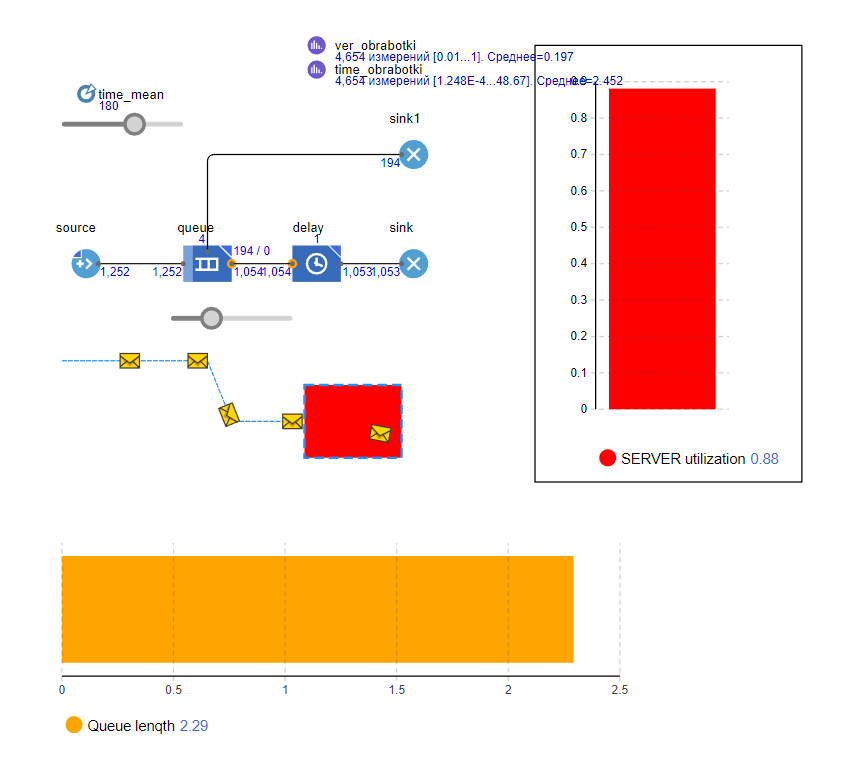 ver_obrabotki
4,654 измерений [0.01...1]. Среднее=0.197
time_obrabotki
4,654 измерений [1.248E-4...48.67]. Среднее=2.452
time_mean
180
sink1
194
source
queue
delay
sink
4
1
194 / 0
1,252
1,252
1,054
1,054
1,053
1,053
0.9
0.8
0.7
0.6
0.5
0.4
0.3
0.2
0.1
0
SERVER utilization 0.88
0
0.5
1
1.5
2
2.5
Queue length 2.29